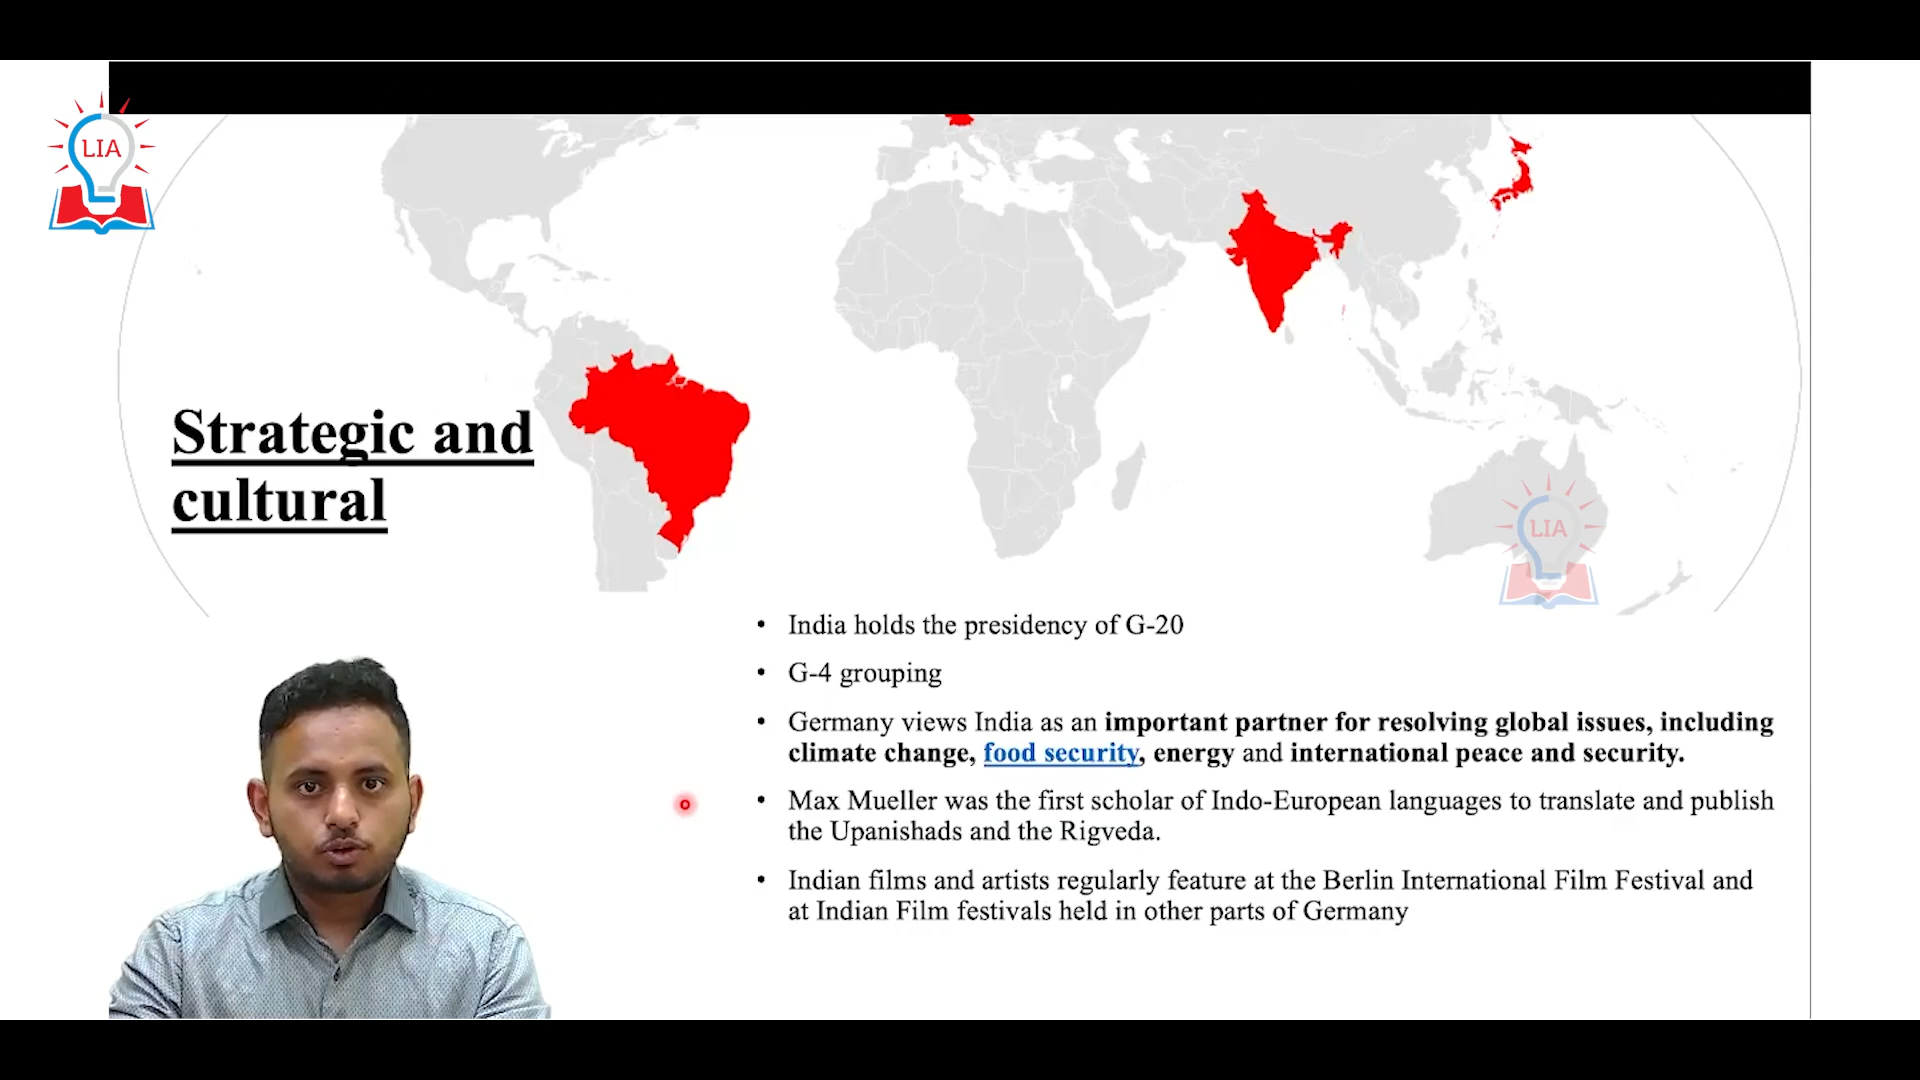 LIA
Strategic and
cultural
LIA
• India holds the presidency of G-20
• G-4 grouping
• Germany views India as an important partner for resolving global issues, including
climate change, food security, energy and international peace and security.
• Max Mueller was the first scholar of Indo-European languages to translate and publish
the Upanishads and the Rigveda.
• Indian films and artists regularly feature at the Berlin International Film Festival and
at Indian Film festivals held in other parts of Germany